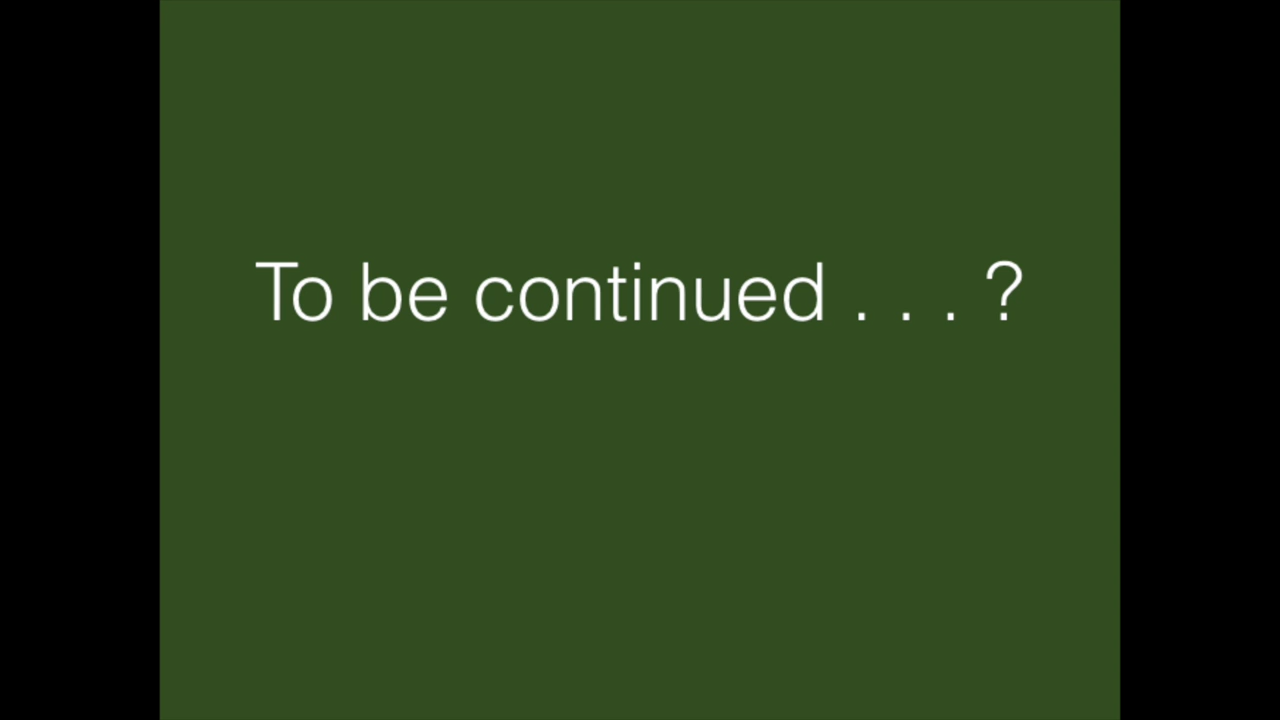 To be continued . . . ?